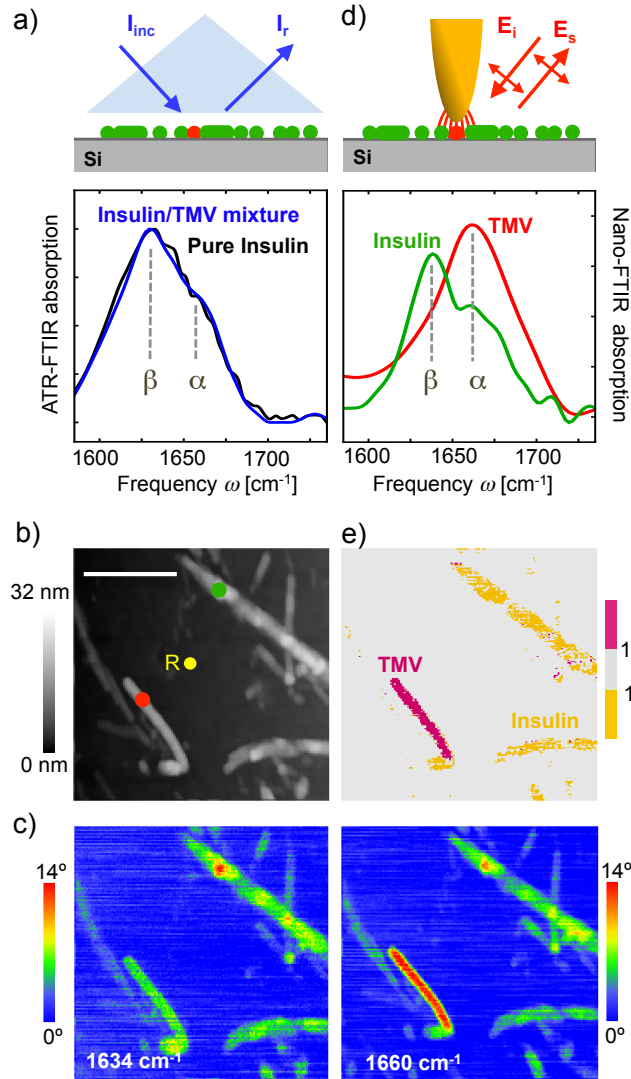 a)
I_inc
I_r
Si
Insulin/TMV mixture
Pure Insulin
β
α
ATR-FTIR absorption
1600
1650
1700
Frequency ω [cm⁻¹]
d)
E_i
E_s
Si
TMV
Insulin
β
α
Nano-FTIR absorption
1600
1650
1700
Frequency ω [cm⁻¹]
b)
32 nm
0 nm
R
e)
TMV
Insulin
1
1
c)
14º
0º
1634 cm⁻¹
1660 cm⁻¹
14º
0º